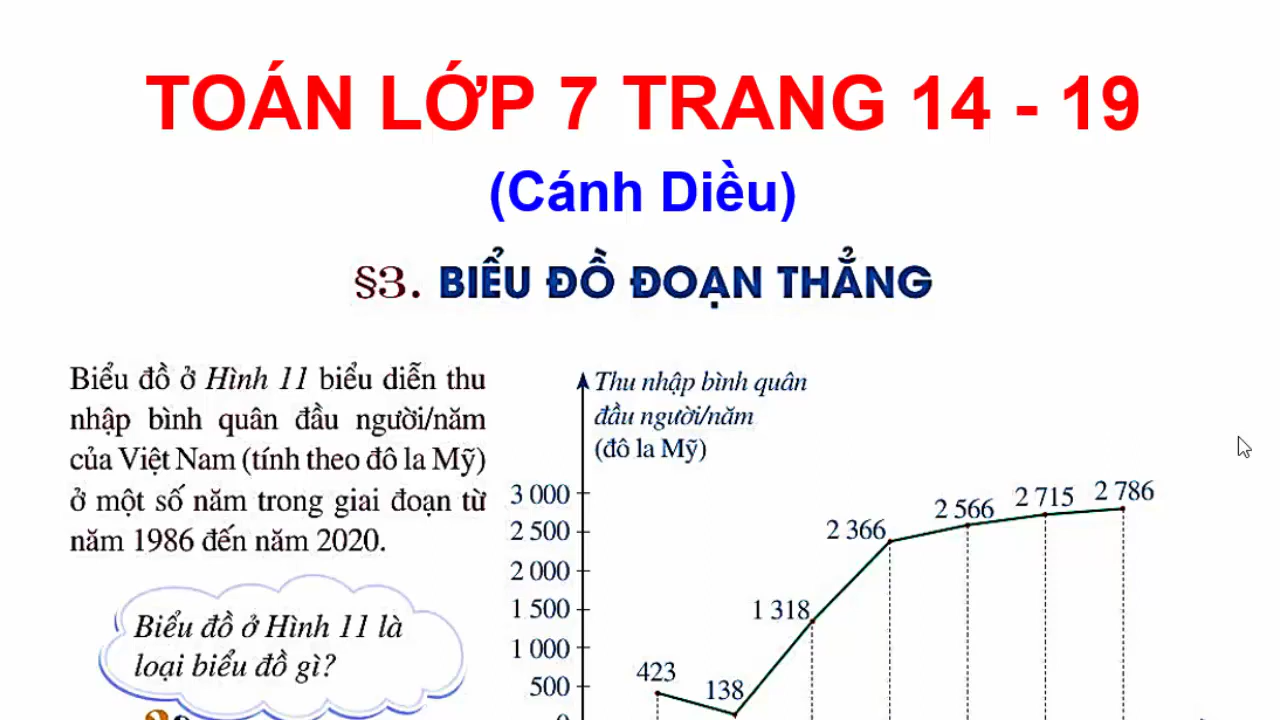 TOÁN LỚP 7 TRANG 14 - 19
(Cánh Diều)
§3. BIỂU ĐỒ ĐOẠN THẲNG
Biểu đồ ở Hình 11 biểu diễn thu
nhập bình quân đầu người/năm
của Việt Nam (tính theo đô la Mỹ)
ở một số năm trong giai đoạn từ
năm 1986 đến năm 2020.
Biểu đồ ở Hình 11 là
loại biểu đồ gì?
Thu nhập bình quân
đầu người/năm
(đô la Mỹ)
3 000
2 500
2 000
1 500
1 000
500
0
423
138
1 318
2 366
2 566
2 715
2 786